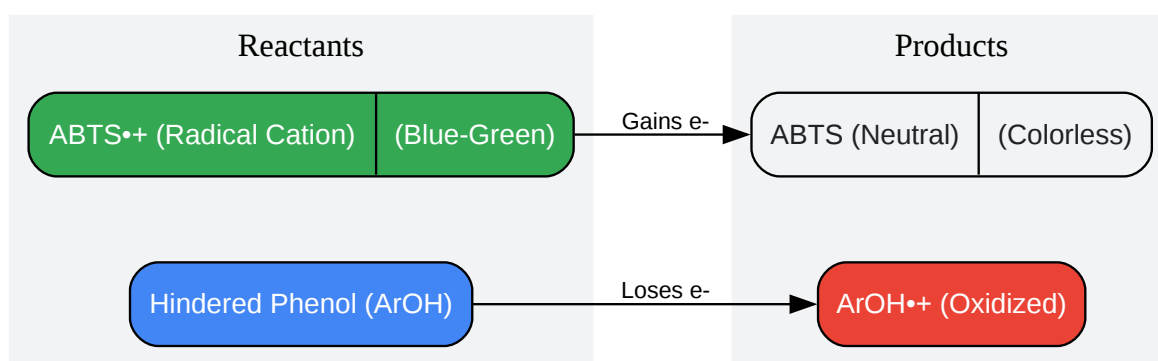 Reactants
Products
ABTS•+ (Radical Cation)
(Blue-Green)
Gains e-
ABTS (Neutral)
(Colorless)
Hindered Phenol (ArOH)
Loses e-
ArOH•+ (Oxidized)